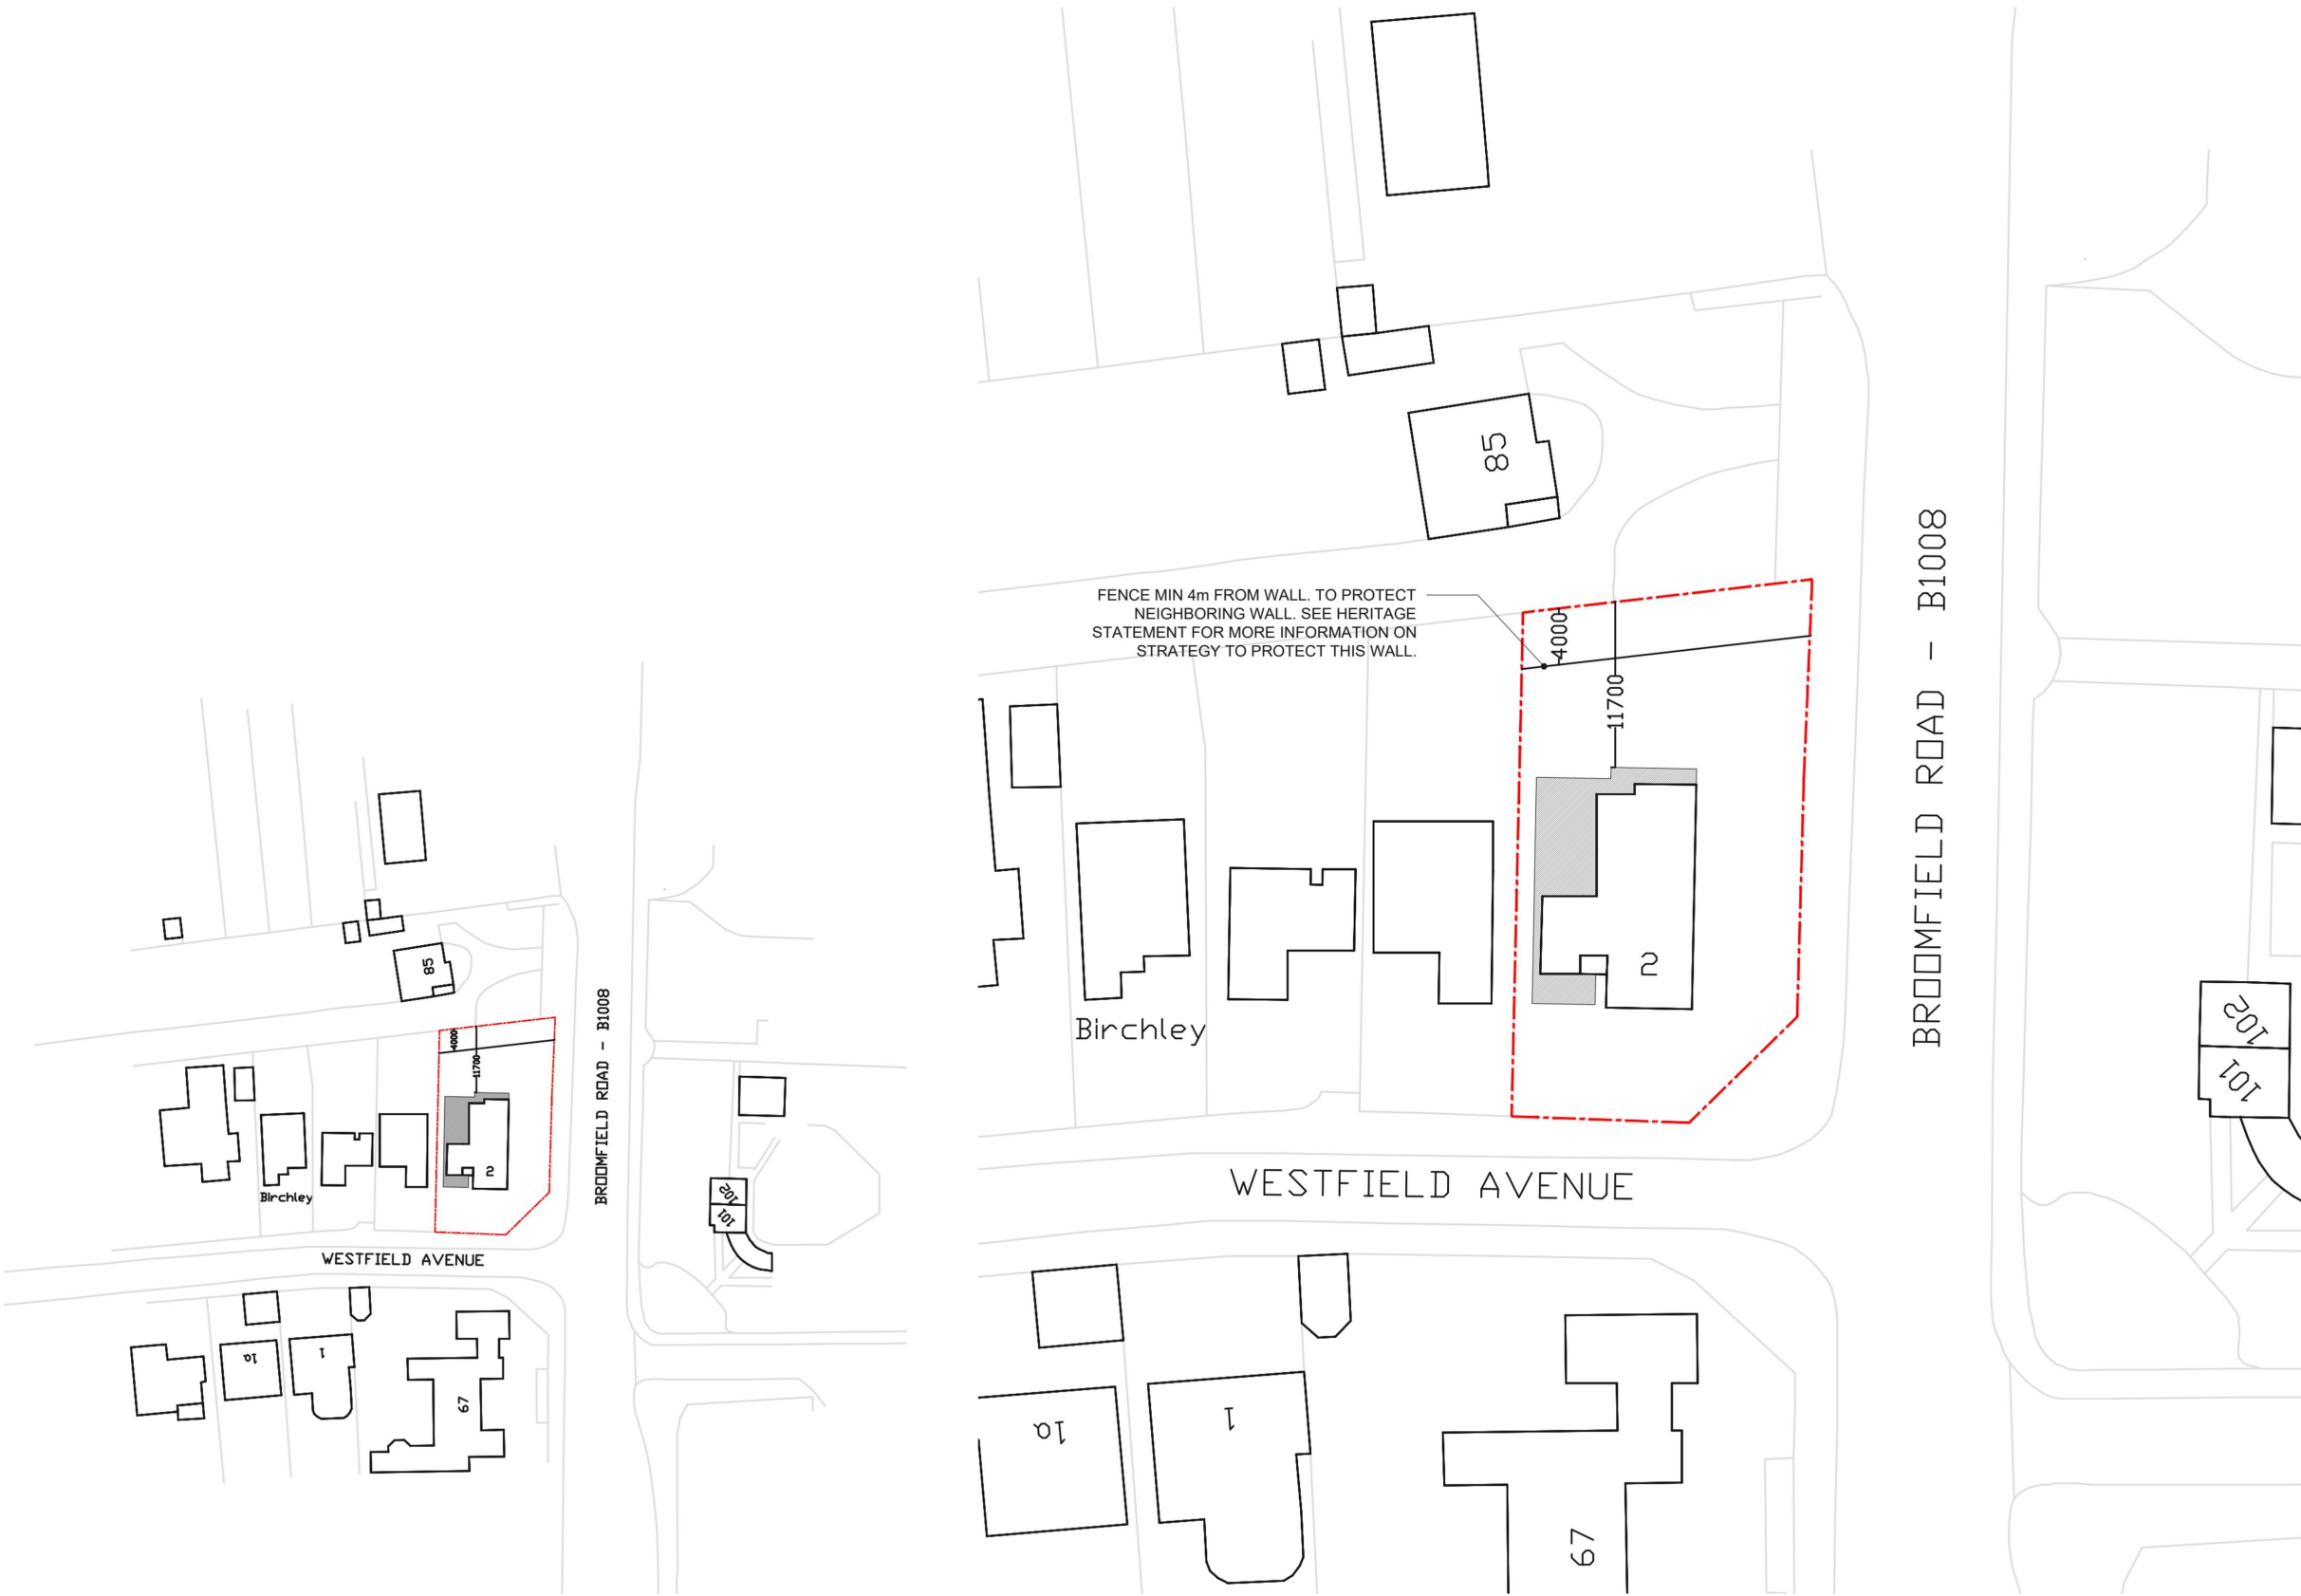 85
4000
11700
2
Birchley
BROOMFIELD ROAD - B1008
WESTFIELD AVENUE
102
101
1a
1
67
85
FENCE MIN 4m FROM WALL. TO PROTECT
NEIGHBORING WALL. SEE HERITAGE
STATEMENT FOR MORE INFORMATION ON
STRATEGY TO PROTECT THIS WALL.
4000
11700
2
Birchley
BROOMFIELD ROAD - B1008
WESTFIELD AVENUE
102
101
1a
1
67